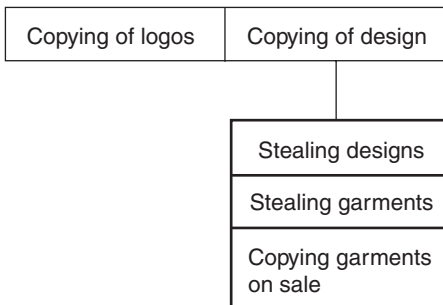 Copying of logos
Copying of design
Stealing designs
Stealing garments
Copying garments
on sale